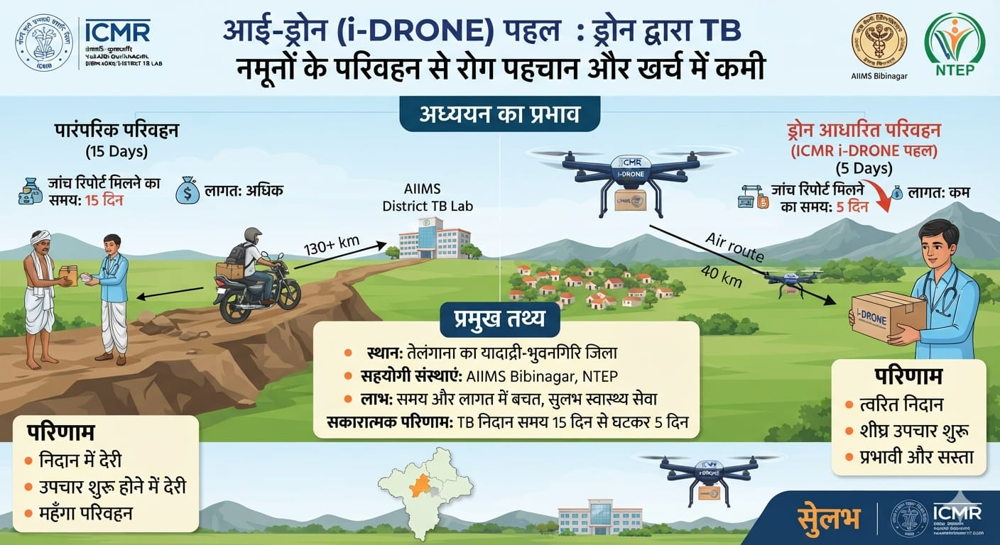 ICMR
आई-ड्रोन (i-DRONE) पहल : ड्रोन द्वारा TB
नमूनों के परिवहन से रोग पहचान और खर्च में कमी
AIIMS Bibinagar
NTEP
अध्ययन का प्रभाव
पारंपरिक परिवहन
(15 Days)
जांच रिपोर्ट मिलने का
समय: 15 दिन
$
लागत: अधिक
AIIMS
District TB Lab
130+ km
ड्रोन आधारित परिवहन
(ICMR i-DRONE पहल)
(5 Days)
जांच रिपोर्ट मिलने
का समय: 5 दिन
$
लागत: कम
i-DRONE
Air route
40 km
i-DRONE
प्रमुख तथ्य
स्थान: तेलंगाना का यादाद्री-भुवनगिरि जिला
सहयोगी संस्थाएं: AIIMS Bibinagar, NTEP
लाभ: समय और लागत में बचत, सुलभ स्वास्थ्य सेवा
सकारात्मक परिणाम: TB निदान समय 15 दिन से घटकर 5 दिन
परिणाम
निदान में देरी
उपचार शुरू होने में देरी
महँगा परिवहन
परिणाम
त्वरित निदान
शीघ्र उपचार शुरू
प्रभावी और सस्ता
सुेलभ
ICMR